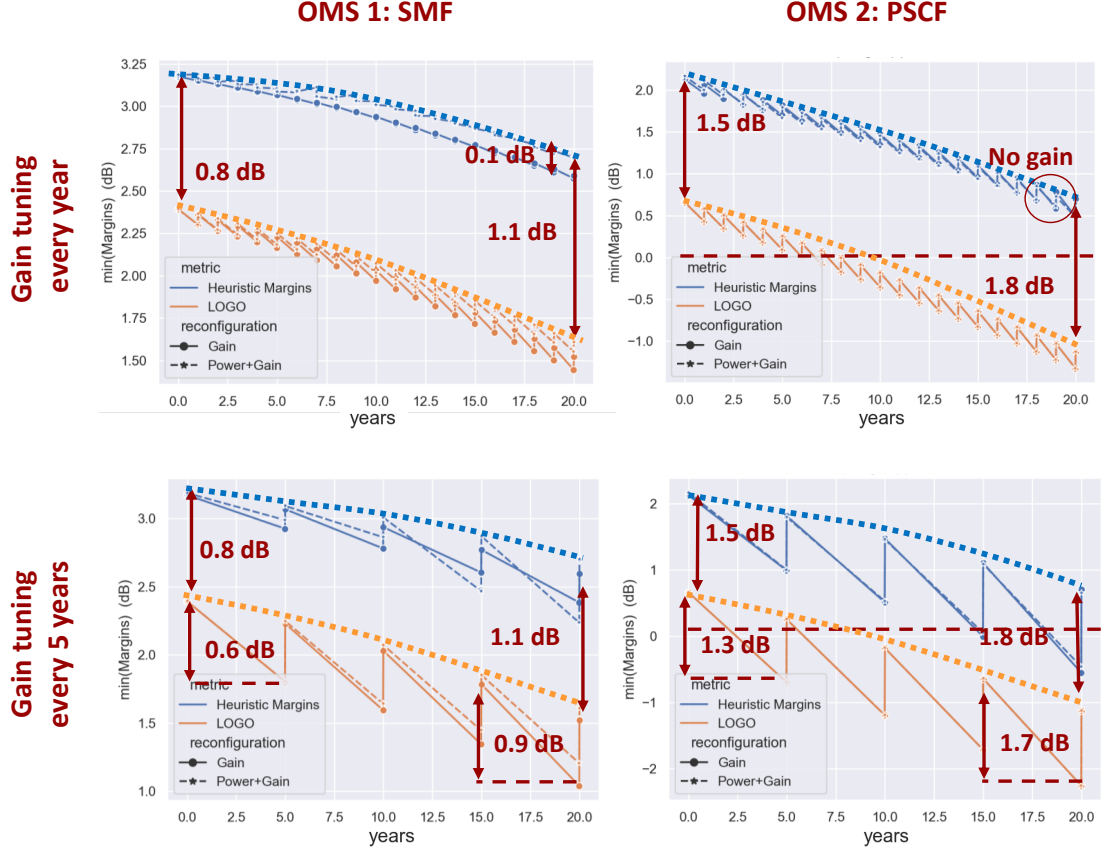 OMS 1: SMF
OMS 2: PSCF
Gain tuning
every year
3.25
3.00
2.75
2.50
2.25
2.00
1.75
1.50
min(Margins) (dB)
0.8 dB
0.1 dB
1.1 dB
metric
Heuristic Margins
LOGO
reconfiguration
Gain
Power+Gain
0.0 2.5 5.0 7.5 10.0 12.5 15.0 17.5 20.0
years
2.0
1.5
1.0
0.5
0.0
−0.5
−1.0
min(Margins) (dB)
1.5 dB
No gain
1.8 dB
metric
Heuristic Margins
LOGO
reconfiguration
Gain
Power+Gain
0.0 2.5 5.0 7.5 10.0 12.5 15.0 17.5 20.0
years
Gain tuning
every 5 years
3.0
2.5
2.0
1.5
1.0
min(Margins) (dB)
0.8 dB
0.6 dB
1.1 dB
0.9 dB
metric
Heuristic Margins
LOGO
reconfiguration
Gain
Power+Gain
0.0 2.5 5.0 7.5 10.0 12.5 15.0 17.5 20.0
years
2
1
0
−1
−2
min(Margins) (dB)
1.5 dB
1.3 dB
1.8 dB
1.7 dB
metric
Heuristic Margins
LOGO
reconfiguration
Gain
Power+Gain
0.0 2.5 5.0 7.5 10.0 12.5 15.0 17.5 20.0
years